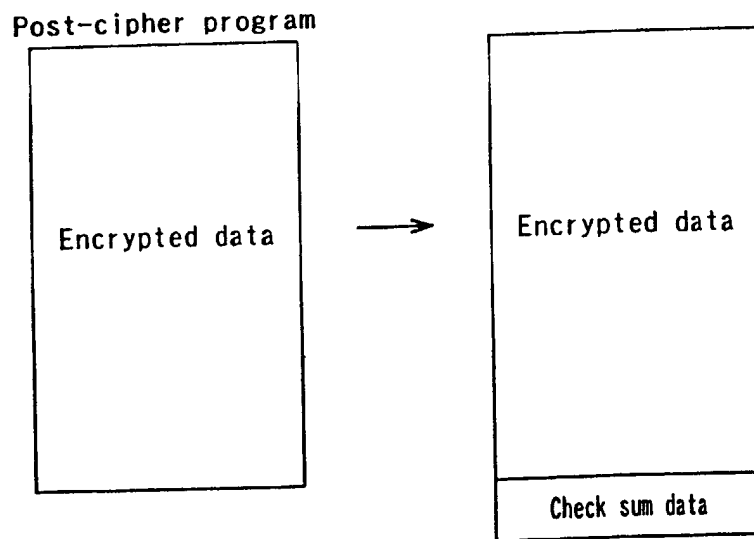 Post-cipher program
Encrypted data
Encrypted data
Check sum data